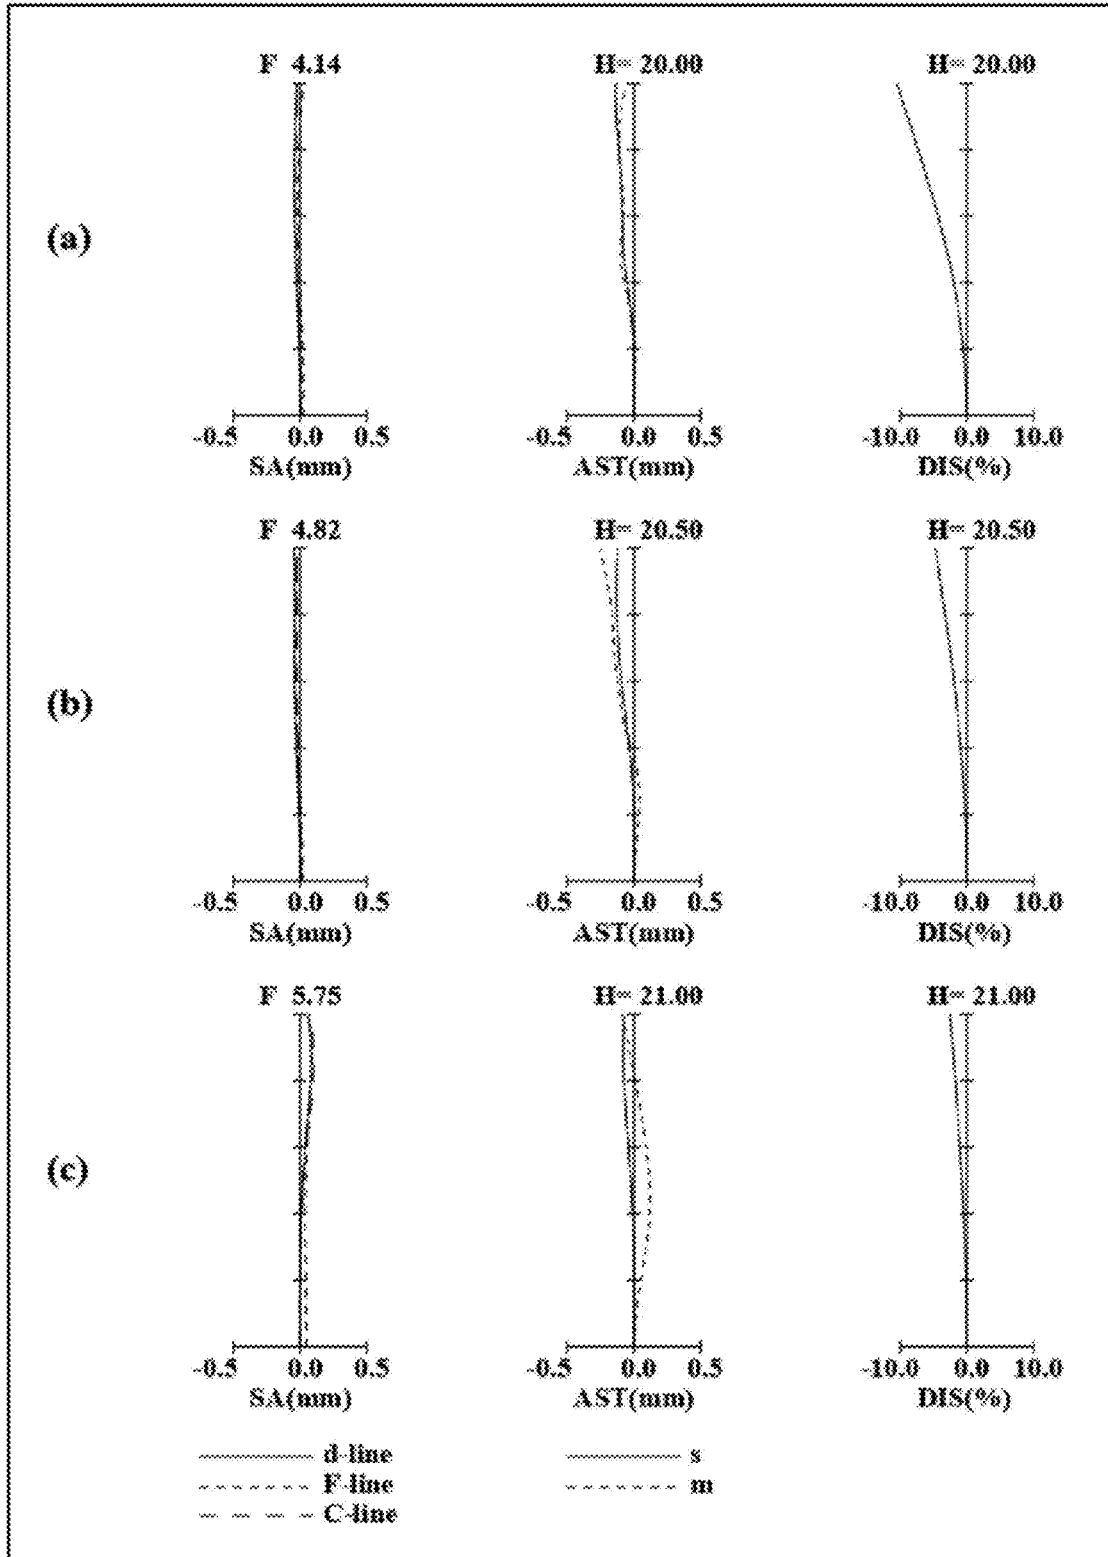 F 4.14 H= 20.00 H= 20.00
(a)
-0.5 0.0 0.5 -0.5 0.0 0.5 -10.0 0.0 10.0
SA(mm) AST(mm) DIS(%)
F 4.82 H= 20.50 H= 20.50
(b)
-0.5 0.0 0.5 -0.5 0.0 0.5 -10.0 0.0 10.0
SA(mm) AST(mm) DIS(%)
F 5.75 H= 21.00 H= 21.00
(c)
-0.5 0.0 0.5 -0.5 0.0 0.5 -10.0 0.0 10.0
SA(mm) AST(mm) DIS(%)
d-line s
F-line m
C-line